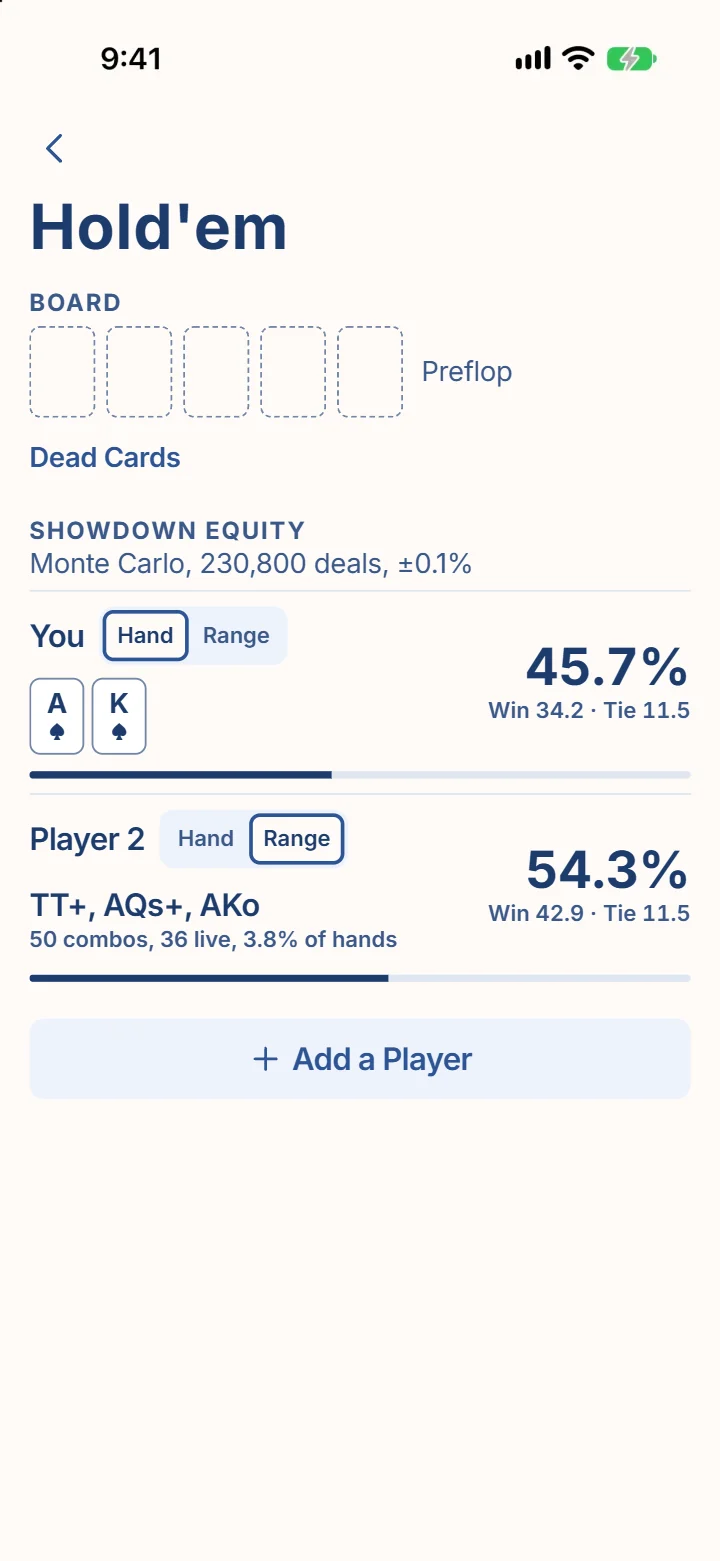 9:41
Hold'em
BOARD
Preflop
Dead Cards
SHOWDOWN EQUITY
Monte Carlo, 230,800 deals, ±0.1%
You Hand Range
45.7%
Win 34.2 · Tie 11.5
A K
♠ ♠
Player 2 Hand Range
54.3%
TT+, AQs+, AKo
Win 42.9 · Tie 11.5
50 combos, 36 live, 3.8% of hands
+ Add a Player